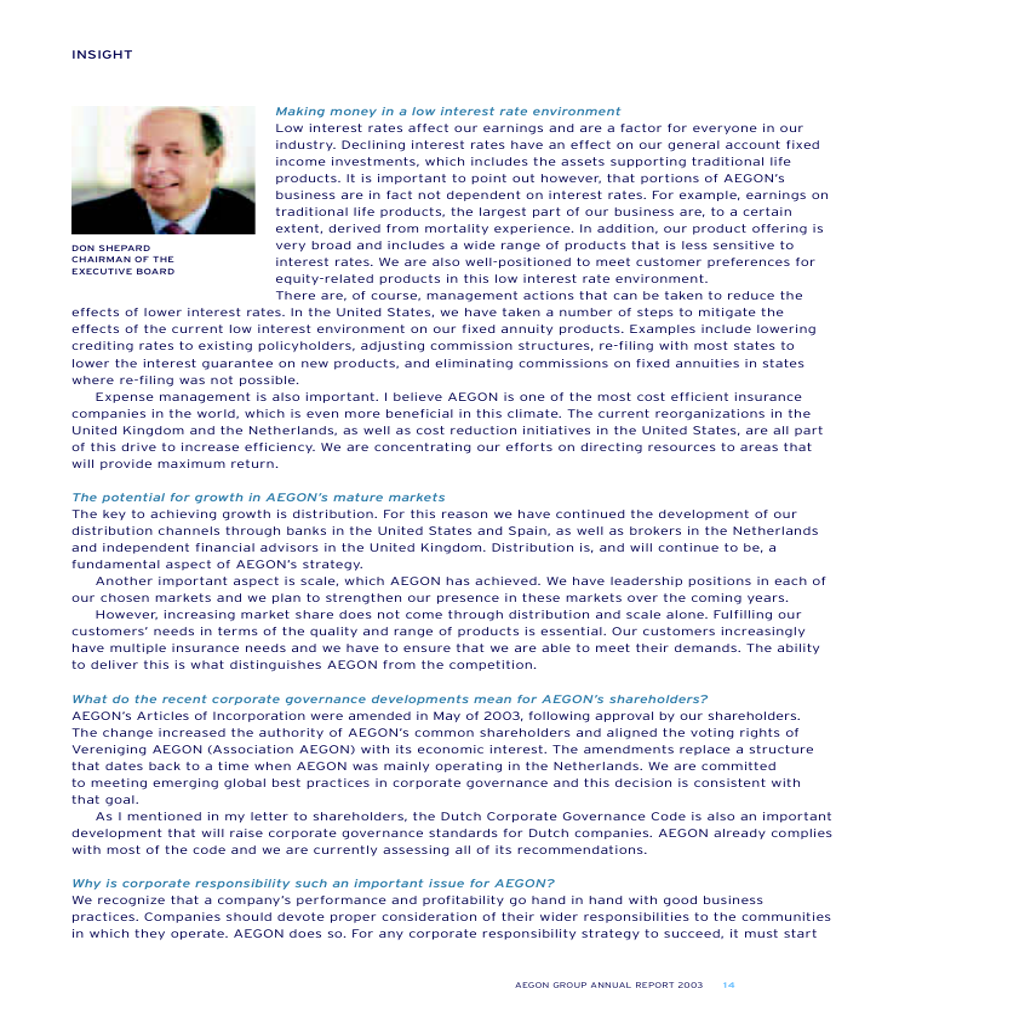 INSIGHT
Making money in a low interest rate environment
Low interest rates affect our earnings and are a factor for everyone in our
industry. Declining interest rates have an effect on our general account fixed
income investments, which includes the assets supporting traditional life
products. It is important to point out however, that portions of AEGON's
business are in fact not dependent on interest rates. For example, earnings on
traditional life products, the largest part of our business are, to a certain
extent, derived from mortality experience. In addition, our product offering is
very broad and includes a wide range of products that is less sensitive to
interest rates. We are also well-positioned to meet customer preferences for
equity-related products in this low interest rate environment.
DON SHEPARD
CHAIRMAN OF THE
EXECUTIVE BOARD
There are, of course, management actions that can be taken to reduce the
effects of lower interest rates. In the United States, we have taken a number of steps to mitigate the
effects of the current low interest environment on our fixed annuity products. Examples include lowering
crediting rates to existing policyholders, adjusting commission structures, re-filing with most states to
lower the interest guarantee on new products, and eliminating commissions on fixed annuities in states
where re-filing was not possible.
Expense management is also important. I believe AEGON is one of the most cost efficient insurance
companies in the world, which is even more beneficial in this climate. The current reorganizations in the
United Kingdom and the Netherlands, as well as cost reduction initiatives in the United States, are all part
of this drive to increase efficiency. We are concentrating our efforts on directing resources to areas that
will provide maximum return.
The potential for growth in AEGON's mature markets
The key to achieving growth is distribution. For this reason we have continued the development of our
distribution channels through banks in the United States and Spain, as well as brokers in the Netherlands
and independent financial advisors in the United Kingdom. Distribution is, and will continue to be, a
fundamental aspect of AEGON's strategy.
Another important aspect is scale, which AEGON has achieved. We have leadership positions in each of
our chosen markets and we plan to strengthen our presence in these markets over the coming years.
However, increasing market share does not come through distribution and scale alone. Fulfilling our
customers' needs in terms of the quality and range of products is essential. Our customers increasingly
have multiple insurance needs and we have to ensure that we are able to meet their demands. The ability
to deliver this is what distinguishes AEGON from the competition.
What do the recent corporate governance developments mean for AEGON's shareholders?
AEGON's Articles of Incorporation were amended in May of 2003, following approval by our shareholders.
The change increased the authority of AEGON's common shareholders and aligned the voting rights of
Vereniging AEGON (Association AEGON) with its economic interest. The amendments replace a structure
that dates back to a time when AEGON was mainly operating in the Netherlands. We are committed
to meeting emerging global best practices in corporate governance and this decision is consistent with
that goal.
As I mentioned in my letter to shareholders, the Dutch Corporate Governance Code is also an important
development that will raise corporate governance standards for Dutch companies. AEGON already complies
with most of the code and we are currently assessing all of its recommendations.
Why is corporate responsibility such an important issue for AEGON?
We recognize that a company's performance and profitability go hand in hand with good business
practices. Companies should devote proper consideration of their wider responsibilities to the communities
in which they operate. AEGON does so. For any corporate responsibility strategy to succeed, it must start
AEGON GROUP ANNUAL REPORT 2003 14